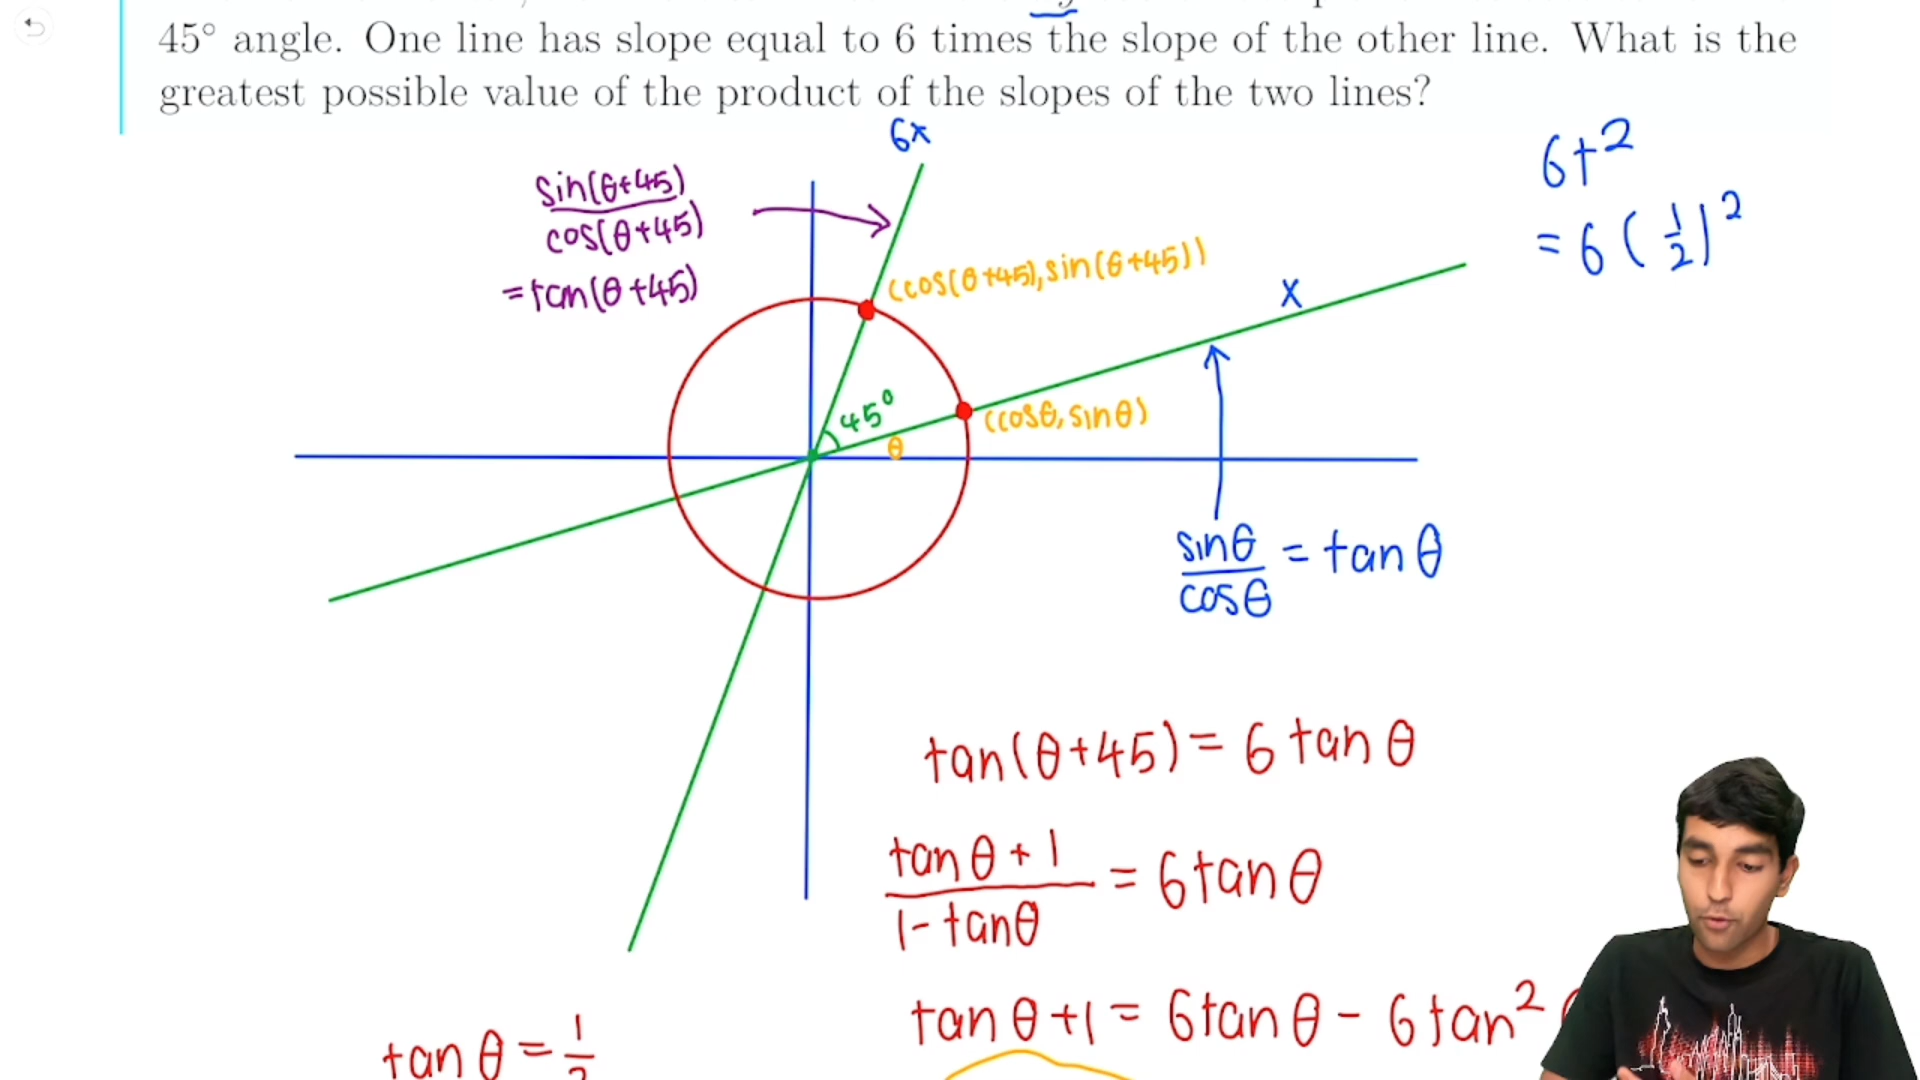 45° angle. One line has slope equal to 6 times the slope of the other line. What is the
greatest possible value of the product of the slopes of the two lines?
6x
6t²
= 6(1/2)²
sin(θ+45)
cos(θ+45)
=tan(θ+45)
(cos(θ+45),sin(θ+45))
x
45°
θ
(cosθ,sinθ)
sinθ/cosθ = tanθ
tan(θ+45) = 6 tanθ
tanθ+1/1-tanθ = 6tanθ
tanθ+1 = 6tanθ - 6tan²
tanθ = 1/2